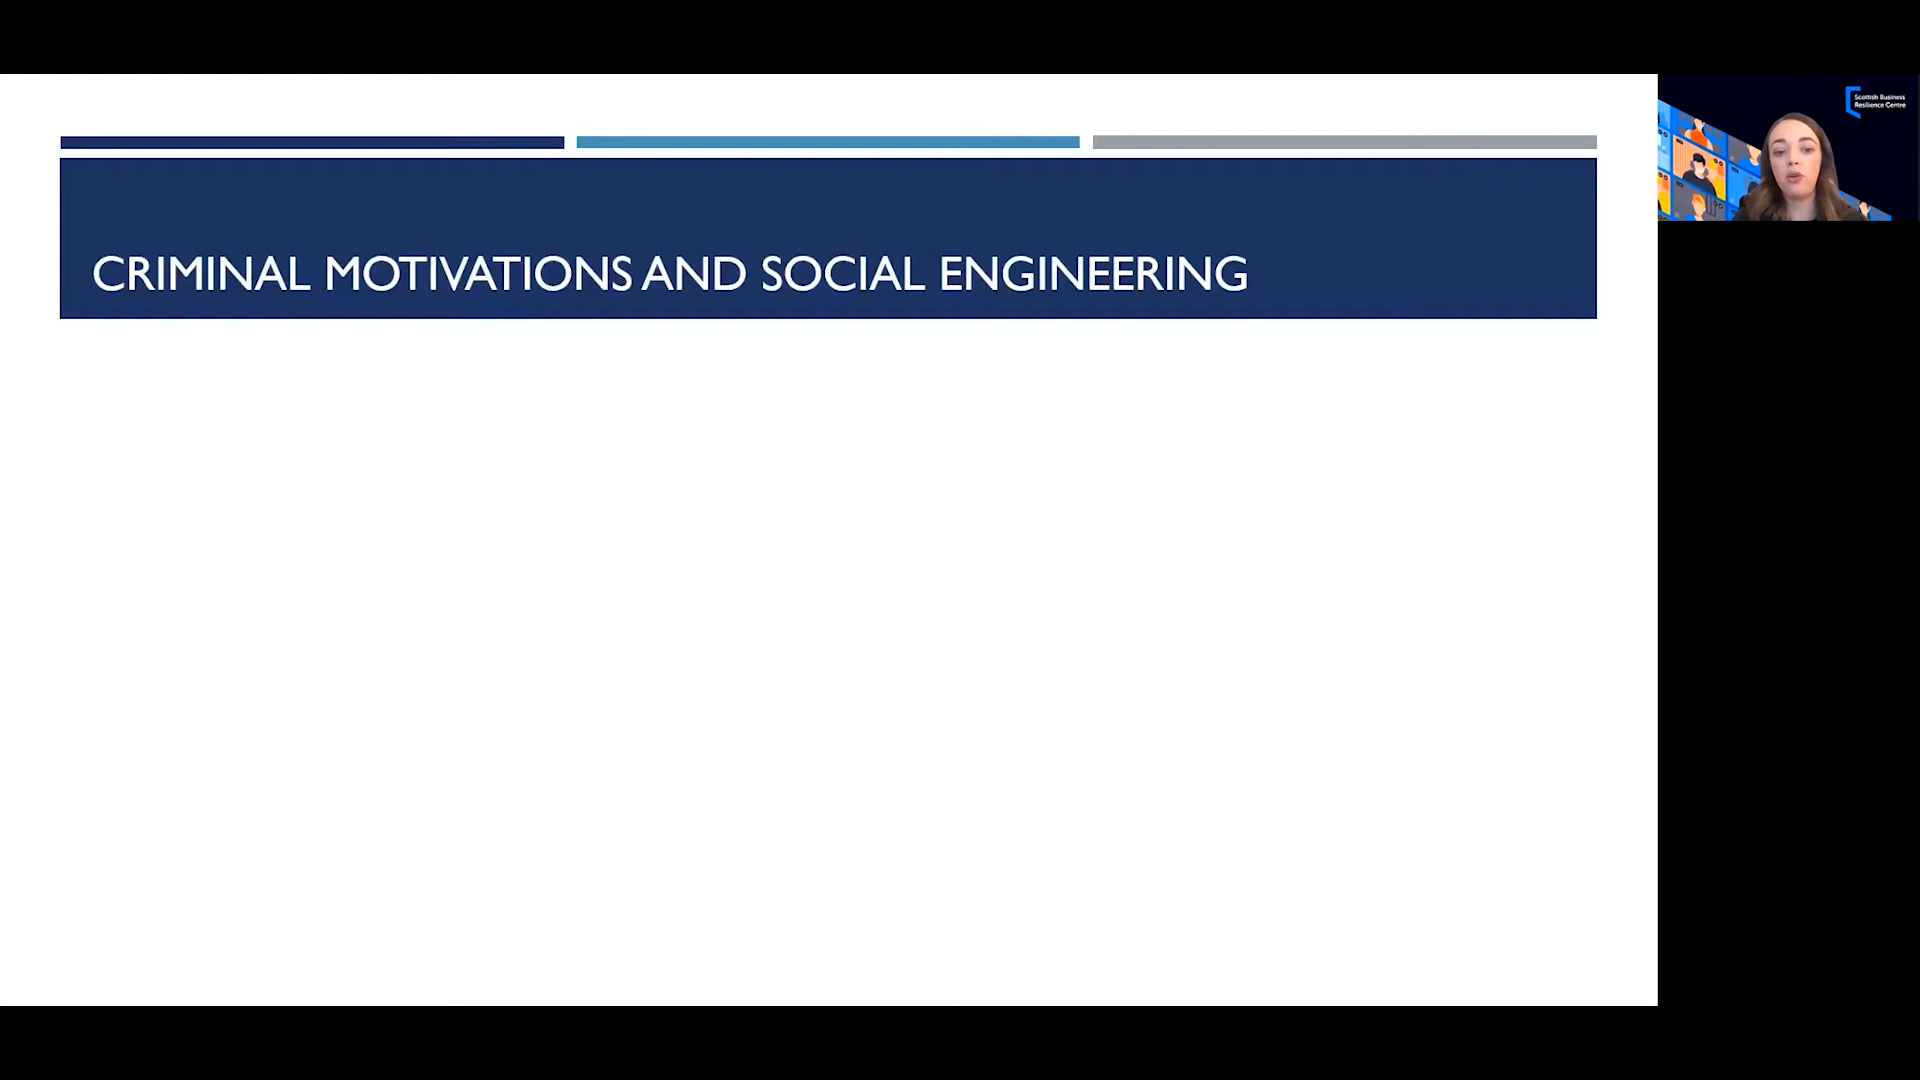 CRIMINAL MOTIVATIONS AND SOCIAL ENGINEERING
Scottish Business
Resilience Centre